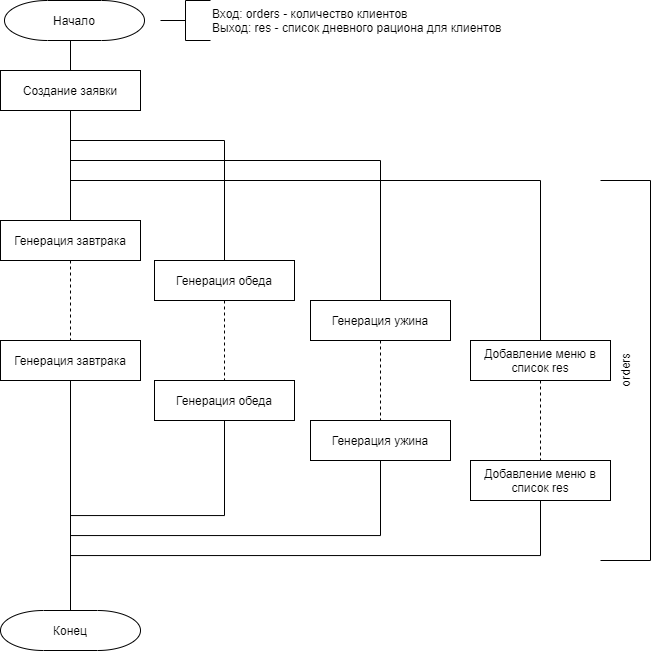 Начало
Вход: orders - количество клиентов
Выход: res - список дневного рациона для клиентов
Создание заявки
Генерация завтрака
Генерация обеда
Генерация ужина
Добавление меню в
список res
orders
Генерация завтрака
Генерация обеда
Генерация ужина
Добавление меню в
список res
Конец